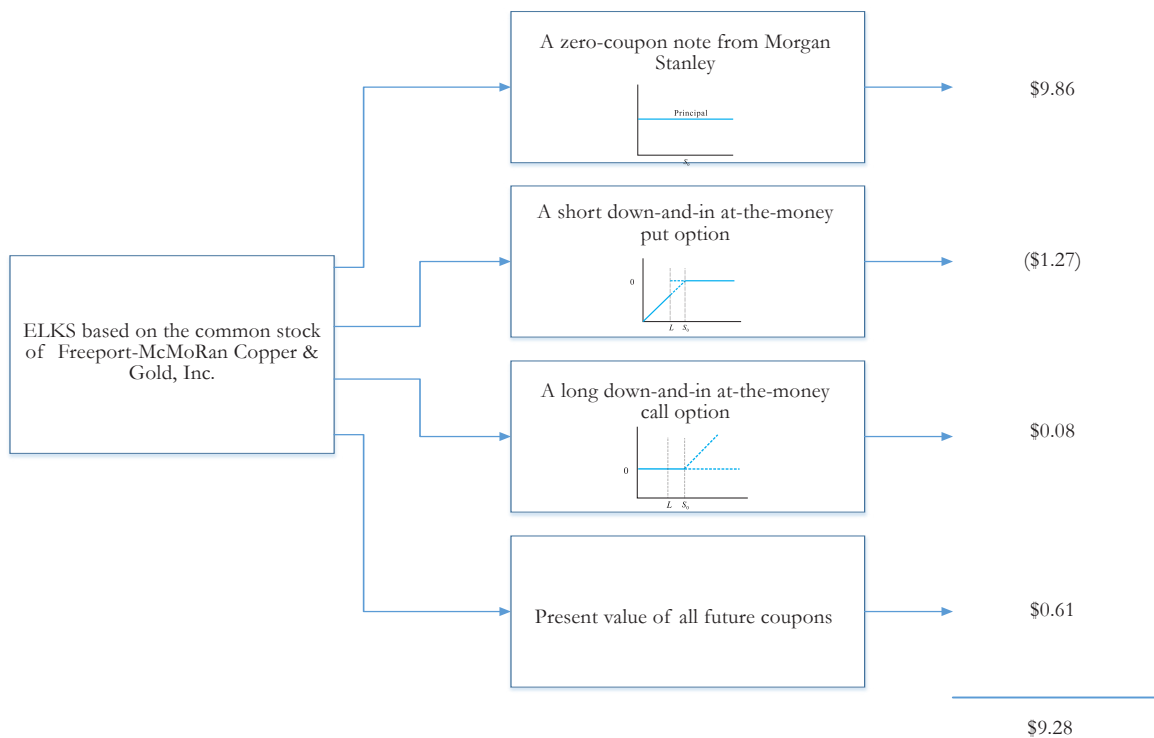 A zero-coupon note from Morgan
Stanley
Principal
S₀
$9.86
A short down-and-in at-the-money
put option
0
L S₀
($1.27)
ELKS based on the common stock
of Freeport-McMoRan Copper &
Gold, Inc.
A long down-and-in at-the-money
call option
0
L S₀
$0.08
Present value of all future coupons
$0.61
$9.28